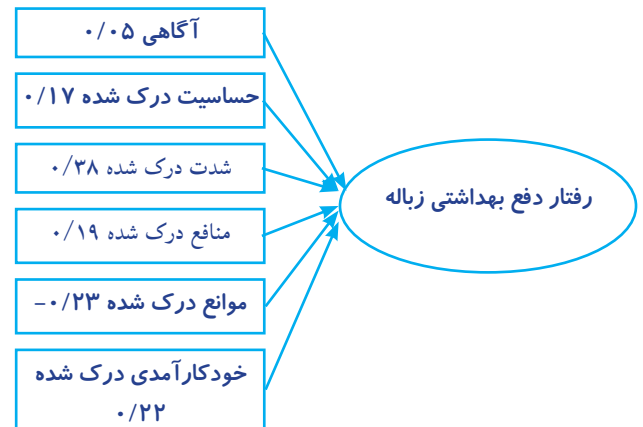 آگاهی ۰/۰۵
حساسیت درک شده ۰/۱۷
شدت درک شده ۰/۳۸
منافع درک شده ۰/۱۹
موانع درک شده ۰/۲۳-
خودکارآمدی درک شده
۰/۲۲
رفتار دفع بهداشتی زباله